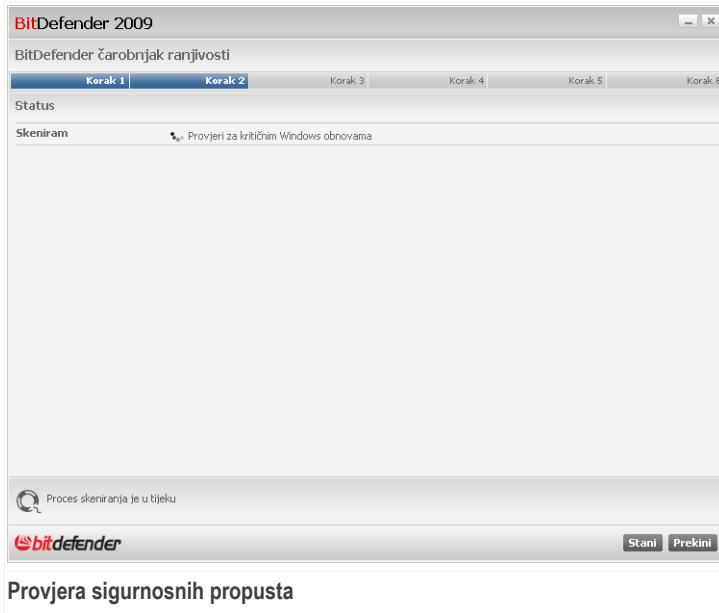 BitDefender 2009
BitDefender čarobnjak ranjivosti
Korak 1 Korak 2 Korak 3 Korak 4 Korak 5 Korak 6
Status
Skeniram Provjeri za kritičnim Windows obnovama
Proces skeniranja je u tijeku
bitdefender Stani Prekini
Provjera sigurnosnih propusta